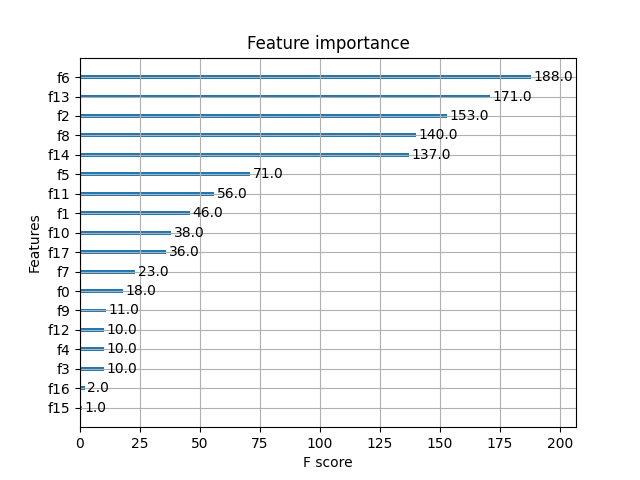 Feature importance
f6 188.0
f13 171.0
f2 153.0
f8 140.0
f14 137.0
f5 71.0
f11 56.0
f1 46.0
f10 38.0
f17 36.0
f7 23.0
f0 18.0
f9 11.0
f12 10.0
f4 10.0
f3 10.0
f16 2.0
f15 1.0
Features
0 25 50 75 100 125 150 175 200
F score